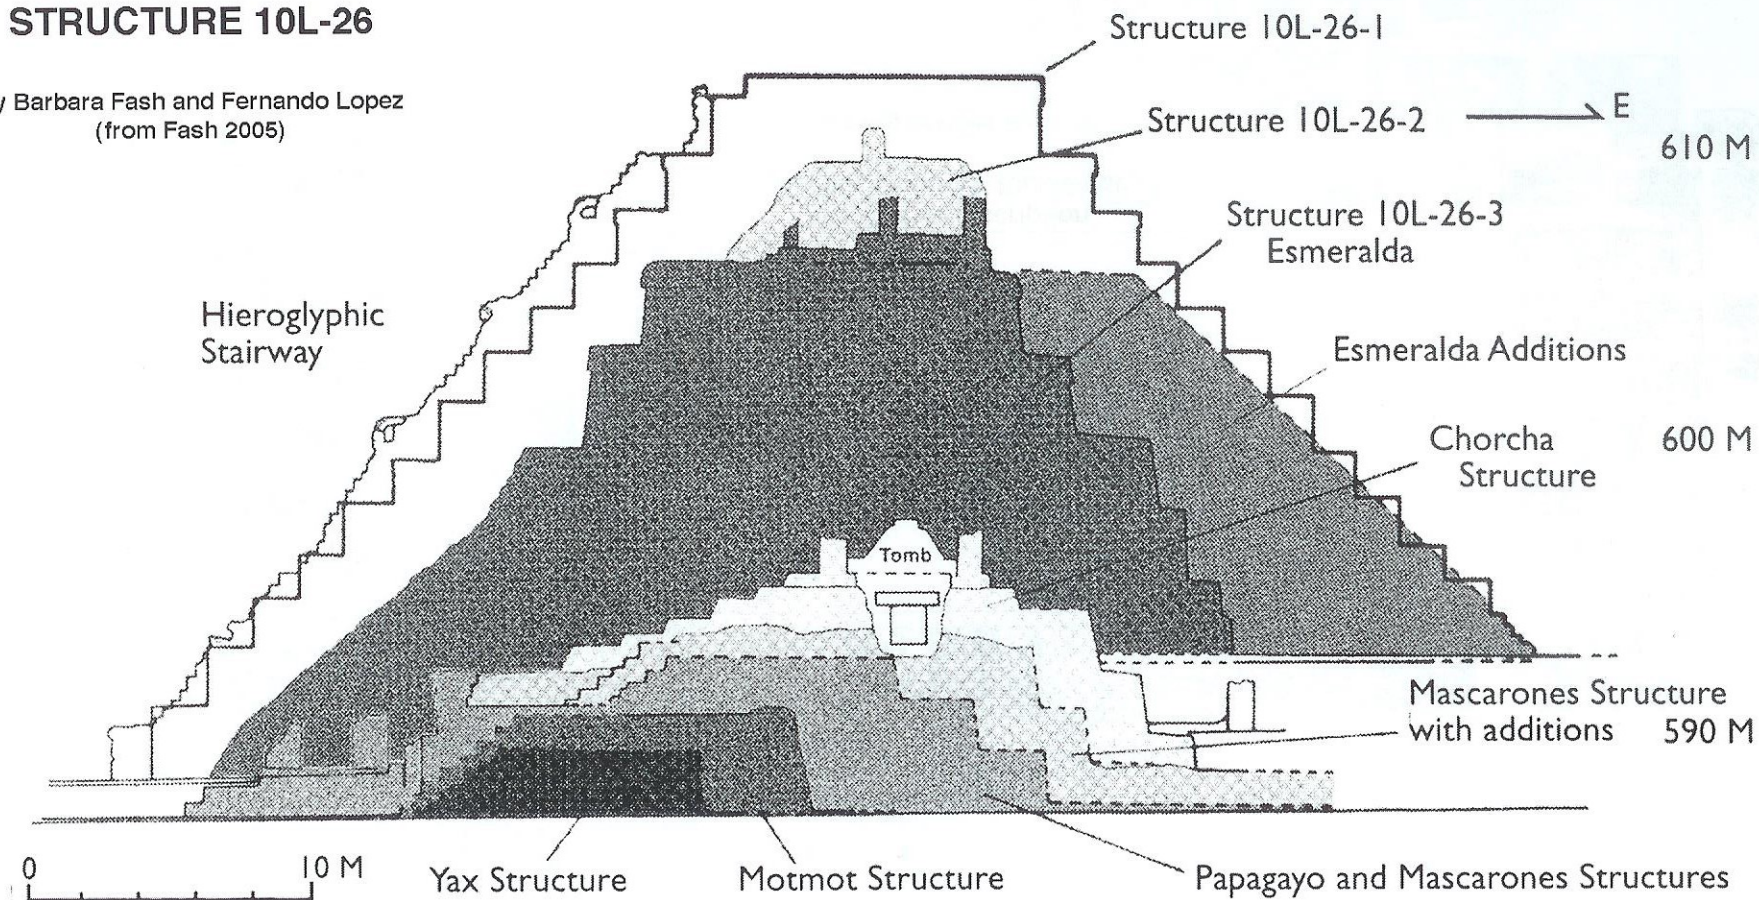 STRUCTURE 10L-26
Barbara Fash and Fernando Lopez
(from Fash 2005)
Structure 10L-26-1
Structure 10L-26-2
E
610 M
Structure 10L-26-3
Esmeralda
Hieroglyphic
Stairway
Esmeralda Additions
Chorcha
Structure
600 M
Tomb
Mascarones Structure
with additions
590 M
0
10 M
Yax Structure
Motmot Structure
Papagayo and Mascarones Structures